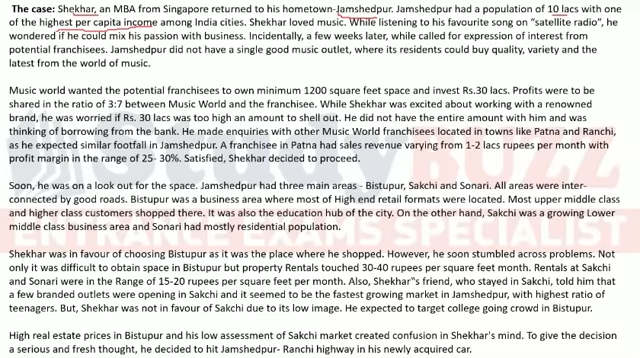 The case: Shekhar, an MBA from Singapore returned to his hometown-Jamshedpur. Jamshedpur had a population of 10 lacs with one
of the highest per capita income among India cities. Shekhar loved music. While listening to his favourite song on “satellite radio”, he
wondered if he could mix his passion with business. Incidentally, a few weeks later, while called for expression of interest from
potential franchisees. Jamshedpur did not have a single good music outlet, where its residents could buy quality, variety and the
latest from the world of music.
Music world wanted the potential franchisees to own minimum 1200 square feet space and invest Rs.30 lacs. Profits were to
be shared in the ratio of 3:7 between Music World and the franchisee. While Shekhar was excited about working with a renowned
brand, he was worried if Rs. 30 lacs was too high an amount to shell out. He did not have the entire amount with him and was
thinking of borrowing from the bank. He made enquiries with other Music World franchisees located in towns like Patna and Ranchi,
as he expected similar footfall in Jamshedpur. A franchisee in Patna had sales revenue varying from 1-2 lacs rupees per month with
profit margin in the range of 25- 30%. Satisfied, Shekhar decided to proceed.
Soon, he was on a look out for the space. Jamshedpur had three main areas - Bistupur, Sakchi and Sonari. All areas were inter-
connected by good roads. Bistupur was a business area where most of High end retail formats were located. Most upper middle class
and higher class customers shopped there. It was also the education hub of the city. On the other hand, Sakchi was a growing Lower
middle class business area and Sonari had mostly residential population.
Shekhar was in favour of choosing Bistupur as it was the place where he shopped. However, he soon stumbled across problems. Not
only it was difficult to obtain space in Bistupur but property Rentals touched 30-40 rupees per square feet month. Rentals at Sakchi
and Sonari were in the Range of 15-20 rupees per square feet per month. Also, Shekhar"s friend, who stayed in Sakchi, told him that
a few branded outlets were opening in Sakchi and it seemed to be the fastest growing market in Jamshedpur, with highest ratio of
teenagers. But, Shekhar was not in favour of Sakchi due to its low image. He expected to target college going crowd in Bistupur.
High real estate prices in Bistupur and his low assessment of Sakchi market created confusion in Shekhar's mind. To give the decision
a serious and fresh thought, he decided to hit Jamshedpur- Ranchi highway in his newly acquired car.
StudyBUZZ
ENTRANCE EXAMS SPECIALIST